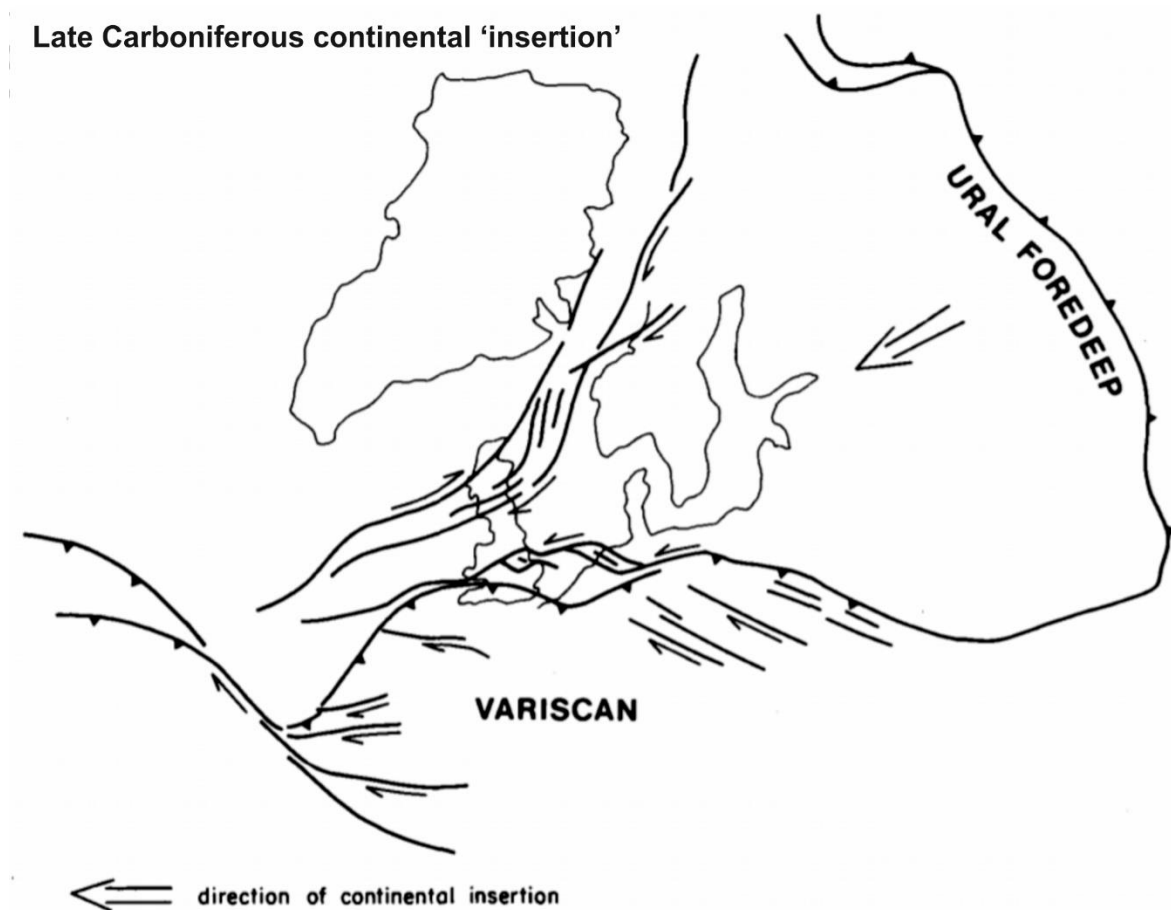 Late Carboniferous continental ‘insertion’
URAL FOREDEEP
VARISCAN
direction of continental insertion